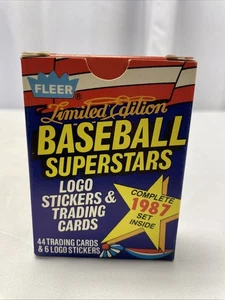 FLEER
Limited Edition
BASEBALL
SUPERSTARS
LOGO
STICKERS &
TRADING
CARDS
COMPLETE
1987
SET
INSIDE
44 TRADING CARDS
& 6 LOGO STICKERS